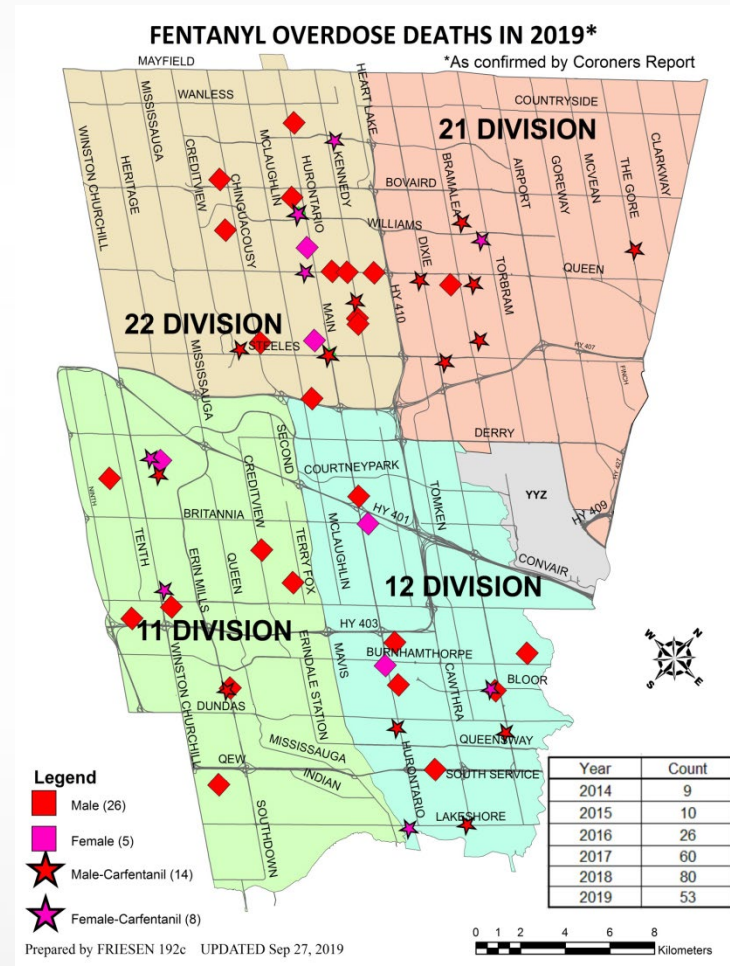 FENTANYL OVERDOSE DEATHS IN 2019*
*As confirmed by Coroners Report
MAYFIELD
WANLESS
HEART LAKE
COUNTRYSIDE
21 DIVISION
WINSTON CHURCHILL
HERITAGE
MISSISSAUGA
CREDITVIEW
CHINGUACOUSY
MCLAUGHLIN
HURONTARIO
KENNEDY
BOVAIRD
BRAMALEA
AIRPORT
GOREWAY
MCVEAN
THE GORE
CLARKWAY
WILLIAMS
DIXIE
TORBRAM
QUEEN
MAIN
HY 410
22 DIVISION
STEELES
HY 407
FINCH
MISSISSAUGA
SECOND
DERRY
COURTNEYPARK
CREDITVIEW
YYZ
HY 427
HY 409
NINTH
TENTH
BRITANNIA
HY 401
TOMKEN
CONVAIR
ERIN MILLS
QUEEN
TERRY FOX
MCLAUGHLIN
12 DIVISION
11 DIVISION
HY 403
BURNHAMTHORPE
WINSTON CHURCHILL
ERINDALE STATION
MAVIS
CAWTHRA
BLOOR
DUNDAS
QUEENSWAY
MISSISSAUGA
HURONTARIO
QEW
INDIAN
SOUTH SERVICE
SOUTHDOWN
LAKESHORE
N
E
S
W
Legend
Male (26)
Female (5)
Male-Carfentanil (14)
Female-Carfentanil (8)
Year Count
2014 9
2015 10
2016 26
2017 60
2018 80
2019 53
Prepared by FRIESEN 192c UPDATED Sep 27, 2019
0 1 2 4 6 8
Kilometers